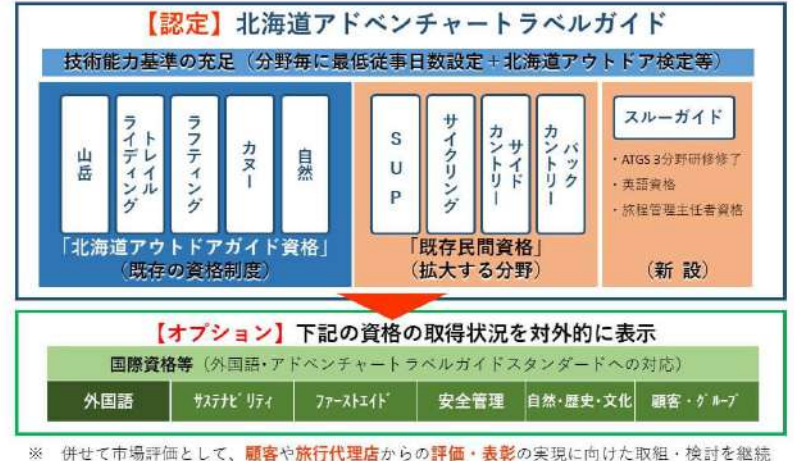 【認定】北海道アドベンチャートラベルガイド
技術能力基準の充足（分野毎に最低従事日数設定＋北海道アウトドア検定等）
山岳
トレイル
ライディング
ラフティング
カヌー
自然
「北海道アウトドアガイド資格」
（既存の資格制度）
SUP
サイクリング
サイド
カントリー
バック
カントリー
「既存民間資格」
（拡大する分野）
スルーガイド
・ATGS 3分野研修修了
・英語資格
・旅程管理主任者資格
（新 設）
【オプション】下記の資格の取得状況を対外的に表示
国際資格等（外国語・アドベンチャートラベルガイドスタンダードへの対応）
外国語
ｻｽﾃﾅﾋﾞﾘﾃｨ
ﾌｧｰｽﾄｴｲﾄﾞ
安全管理
自然・歴史・文化
顧客・ｸﾞﾙｰﾌﾟ
※ 併せて市場評価として、顧客や旅行代理店からの評価・表彰の実現に向けた取組・検討を継続